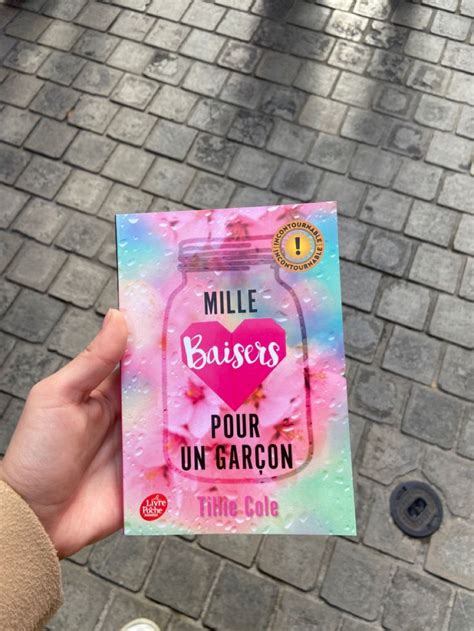 INCONTOURNABLE
!
INCONTOURNABLE
MILLE
Baisers
POUR
UN GARÇON
Tillie Cole
Le Livre
de Poche